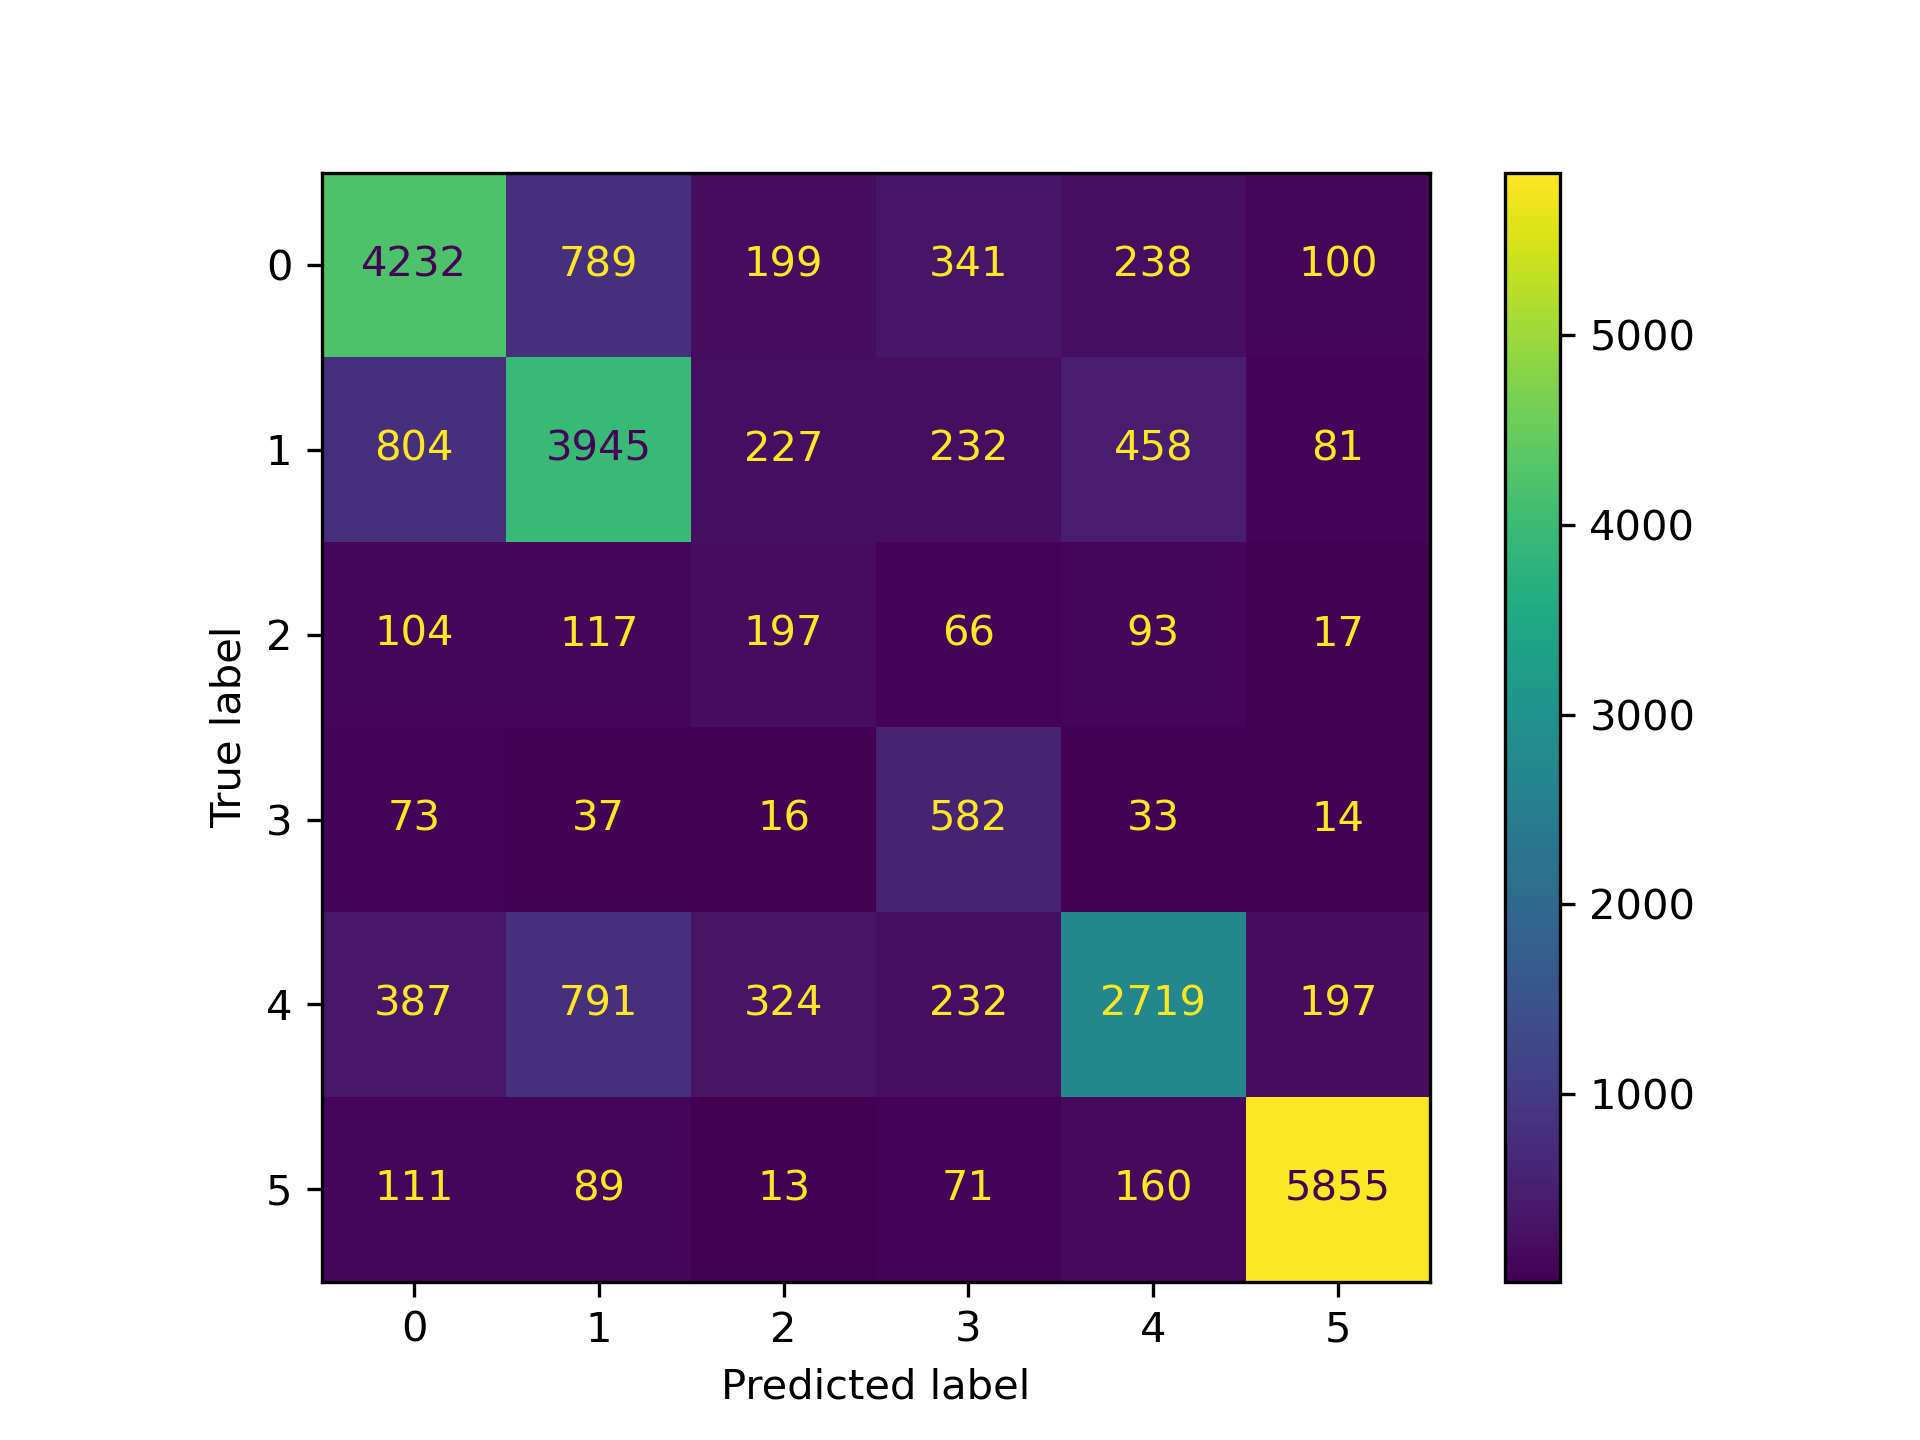 0 4232 789 199 341 238 100
1 804 3945 227 232 458 81
2 104 117 197 66 93 17
3 73 37 16 582 33 14
4 387 791 324 232 2719 197
5 111 89 13 71 160 5855
0 1 2 3 4 5
Predicted label
True label
5000
4000
3000
2000
1000